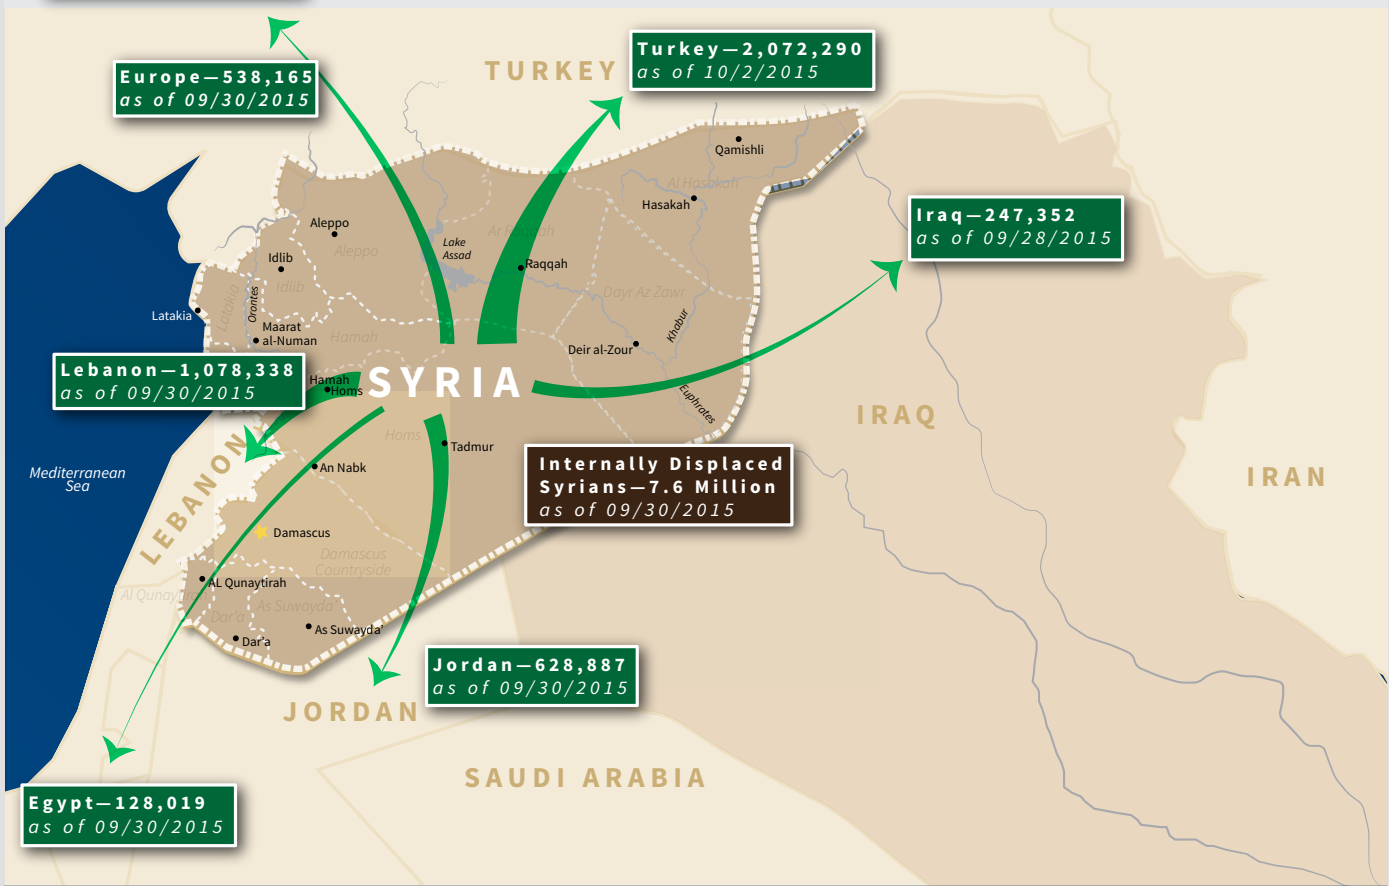 Europe—538,165
as of 09/30/2015
TURKEY
Turkey—2,072,290
as of 10/2/2015
Qamishli
Al Hasakah
Hasakah
Iraq—247,352
as of 09/28/2015
Aleppo
Aleppo
Lake
Assad
Ar Raqqah
Raqqah
Idlib
Idlib
Latakia
Orontes
Latakia
Dayr Az Zawr
Khabur
Maarat
al-Numan
Hamah
Deir al-Zour
Lebanon—1,078,338
as of 09/30/2015
Hamah
Homs
SYRIA
Euphrates
IRAQ
Homs
Tadmur
LEBANON
An Nabk
Internally Displaced
Syrians—7.6 Million
as of 09/30/2015
Mediterranean
Sea
IRAN
Damascus
Damascus
Countryside
AL Qunaytirah
Al Qunaytirah
As Suwayda'
Dar'a
As Suwayda’
Dar'a
Jordan—628,887
as of 09/30/2015
JORDAN
SAUDI ARABIA
Egypt—128,019
as of 09/30/2015